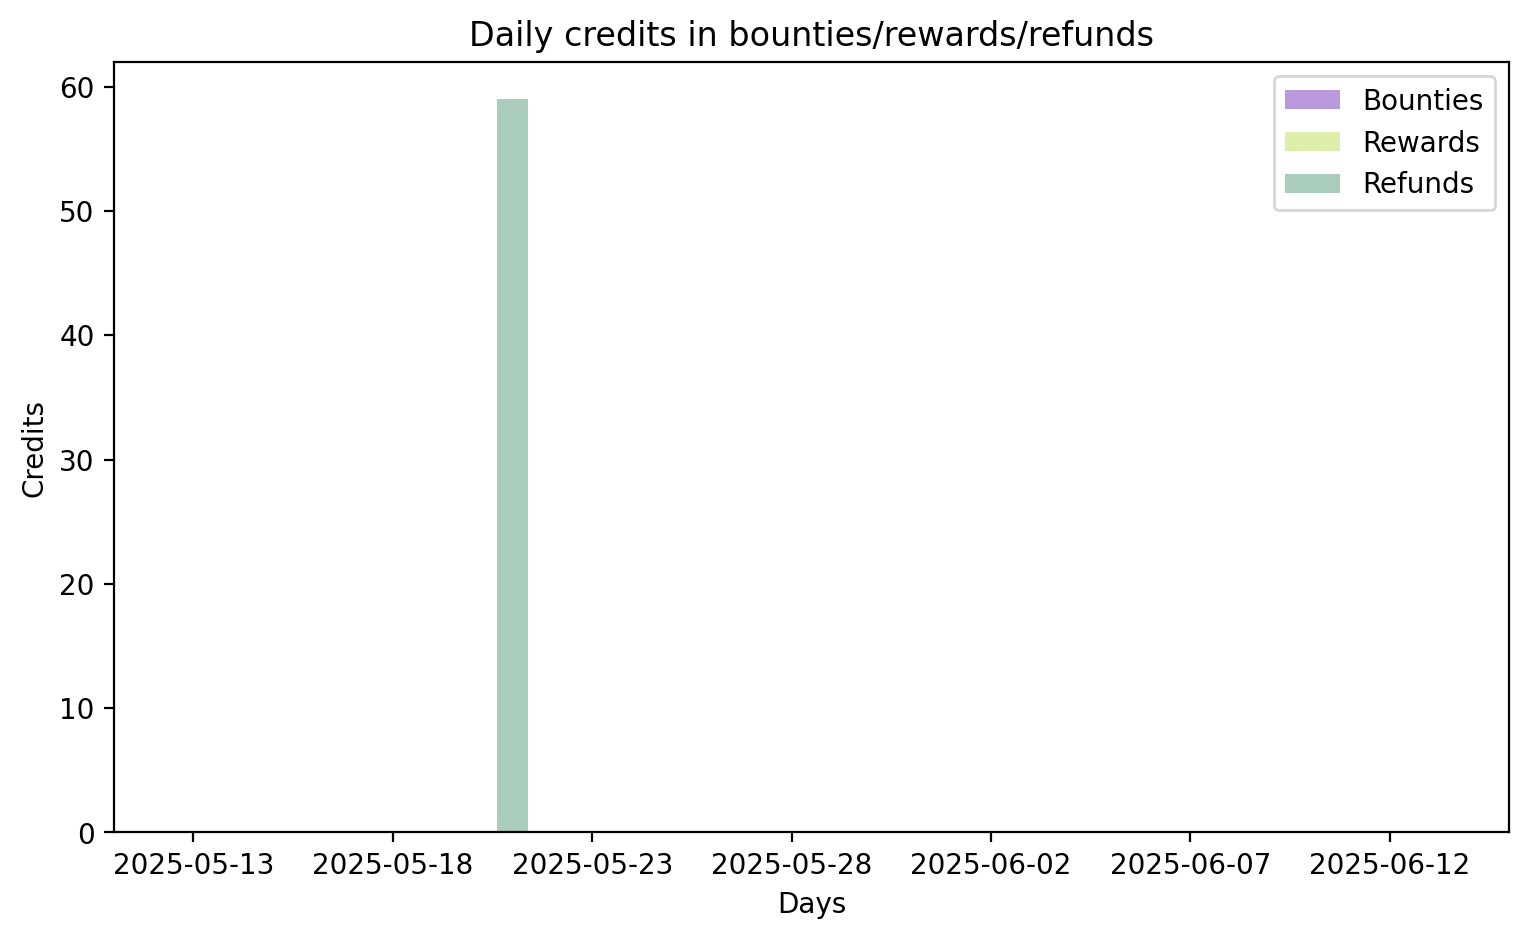 Daily credits in bounties/rewards/refunds
Bounties
Rewards
Refunds
Credits
60
50
40
30
20
10
0
2025-05-13 2025-05-18 2025-05-23 2025-05-28 2025-06-02 2025-06-07 2025-06-12
Days